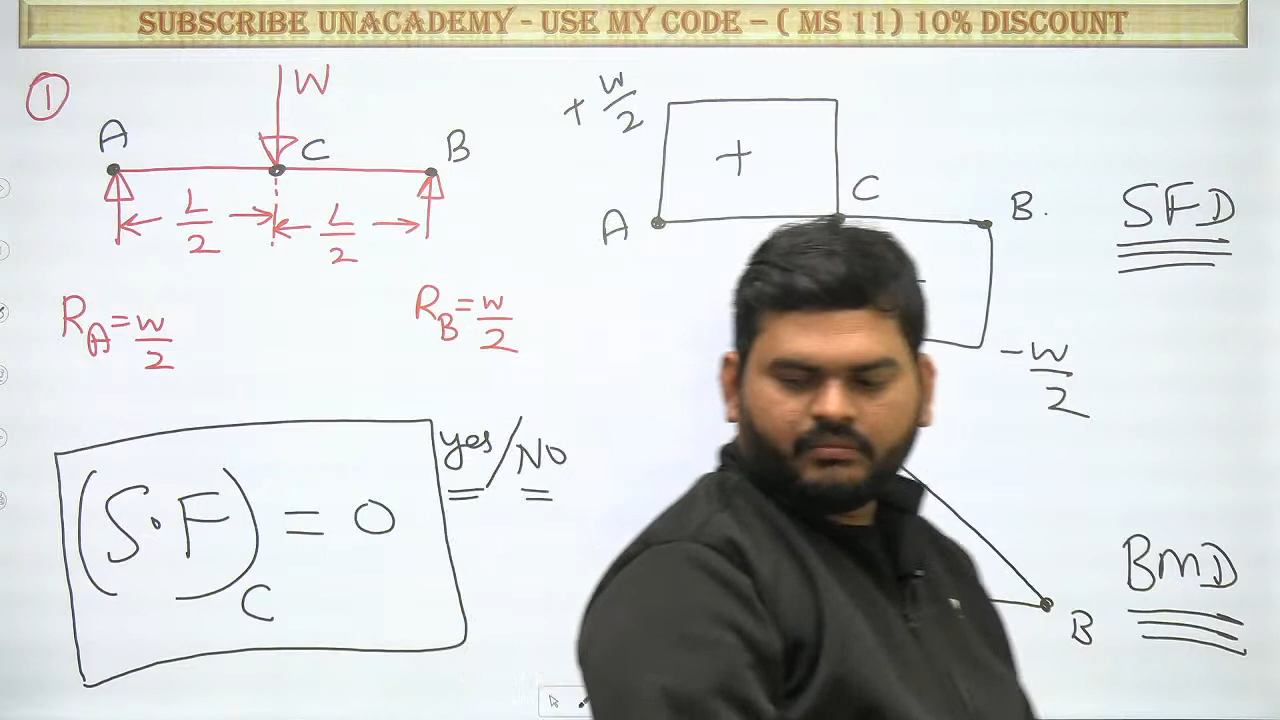 SUBSCRIBE UNACADEMY - USE MY CODE – ( MS 11) 10% DISCOUNT
①
W
A
C
B
L/2
L/2
R_A = W/2
R_B = W/2
(S.F)_C = 0
yes/NO
+ W/2
+
A
C
B.
- W/2
SFD
B
BMD